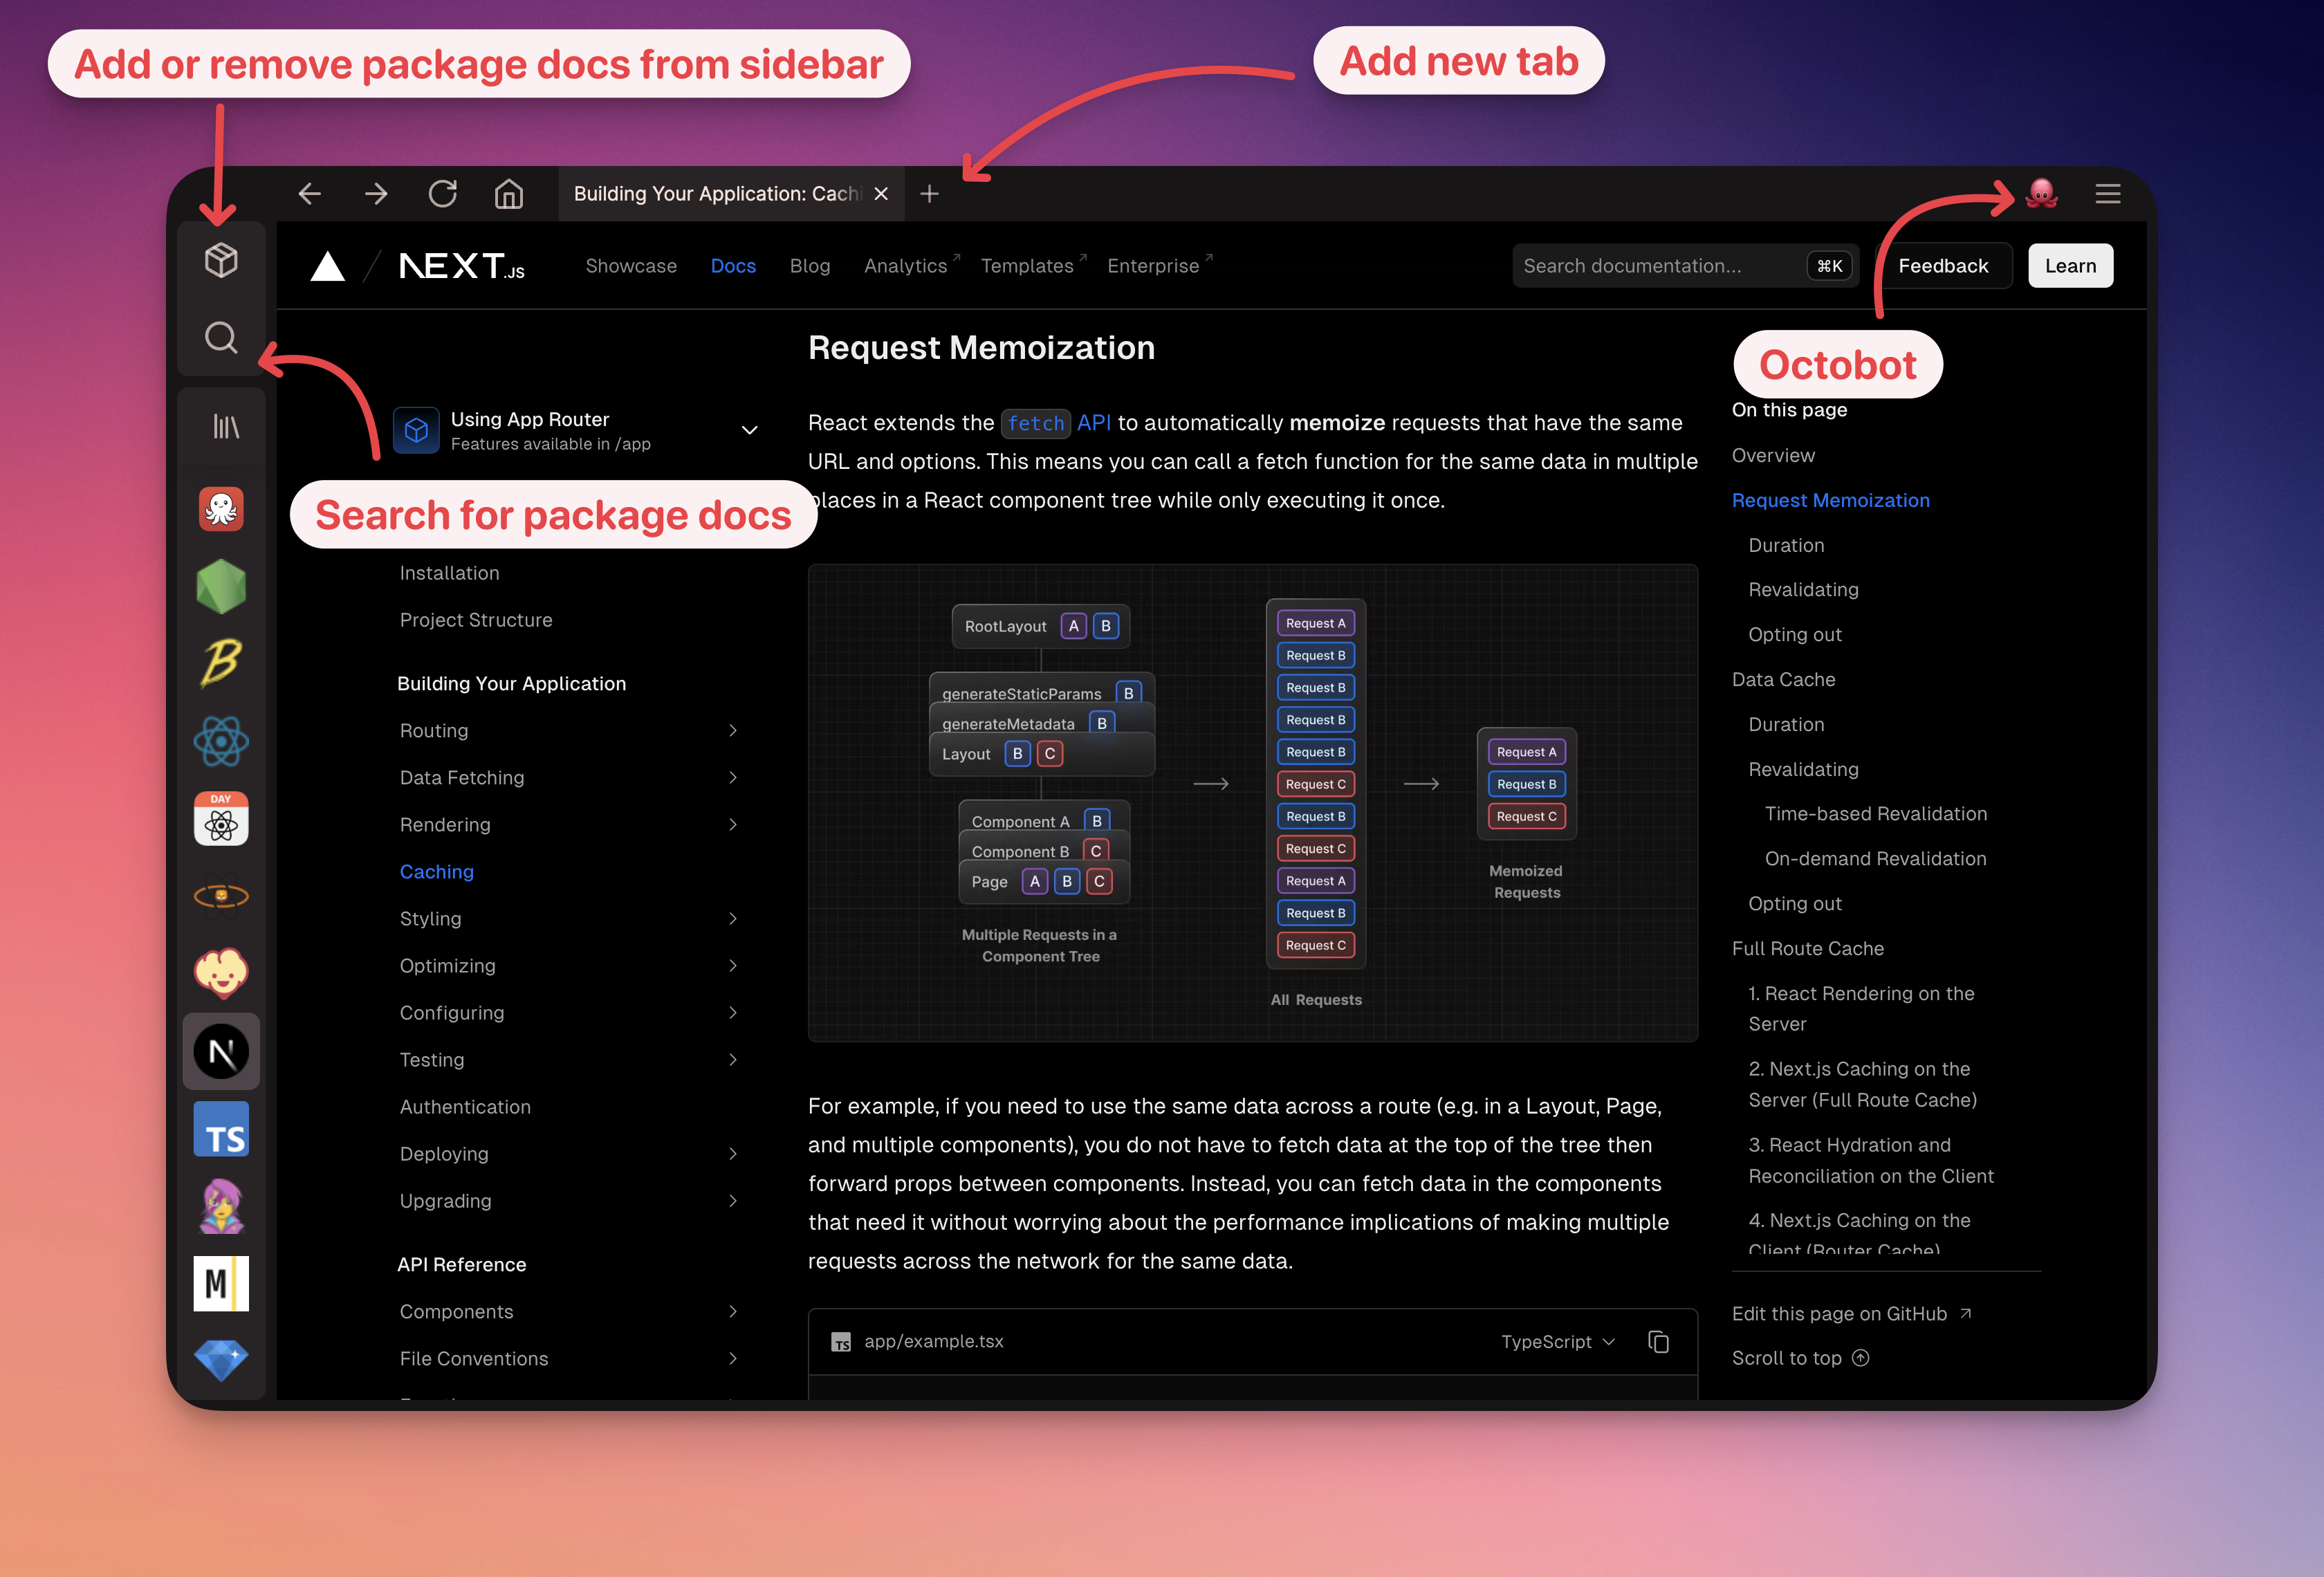 Add or remove package docs from sidebar
Add new tab
Building Your Application: Cachi
NEXT.JS
Showcase
Docs
Blog
Analytics
Templates
Enterprise
Search documentation...
⌘K
Feedback
Learn
Octobot
Search for package docs
DAY
N
TS
M
Using App Router
Features available in /app
Installation
Project Structure
Building Your Application
Routing
Data Fetching
Rendering
Caching
Styling
Optimizing
Configuring
Testing
Authentication
Deploying
Upgrading
API Reference
Components
File Conventions
Request Memoization
React extends the fetch API to automatically memoize requests that have the same
URL and options. This means you can call a fetch function for the same data in multiple
places in a React component tree while only executing it once.
RootLayout A B
generateStaticParams B
generateMetadata B
Layout B C
Component A B
Component B C
Page A B C
Multiple Requests in a
Component Tree
Request A
Request B
Request B
Request B
Request B
Request C
Request B
Request C
Request A
Request B
Request C
All Requests
Request A
Request B
Request C
Memoized
Requests
For example, if you need to use the same data across a route (e.g. in a Layout, Page,
and multiple components), you do not have to fetch data at the top of the tree then
forward props between components. Instead, you can fetch data in the components
that need it without worrying about the performance implications of making multiple
requests across the network for the same data.
TS app/example.tsx
TypeScript
On this page
Overview
Request Memoization
Duration
Revalidating
Opting out
Data Cache
Duration
Revalidating
Time-based Revalidation
On-demand Revalidation
Opting out
Full Route Cache
1. React Rendering on the
Server
2. Next.js Caching on the
Server (Full Route Cache)
3. React Hydration and
Reconciliation on the Client
4. Next.js Caching on the
Client (Router Cache)
Edit this page on GitHub
Scroll to top